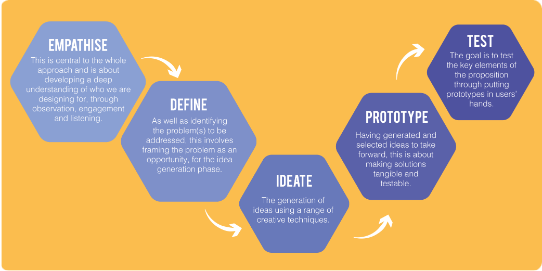 EMPATHISE
This is central to the whole
approach and is about
developing a deep
understanding of who we are
designing for, through
observation, engagement
and listening.
DEFINE
As well as identifying
the problem(s) to be
addressed, this involves
framing the problem as an
opportunity, for the idea
generation phase.
IDEATE
The generation of
ideas using a range of
creative techniques.
PROTOTYPE
Having generated and
selected ideas to take
forward, this is about
making solutions
tangible and
testable.
TEST
The goal is to test
the key elements of
the proposition
through putting
prototypes in users'
hands.